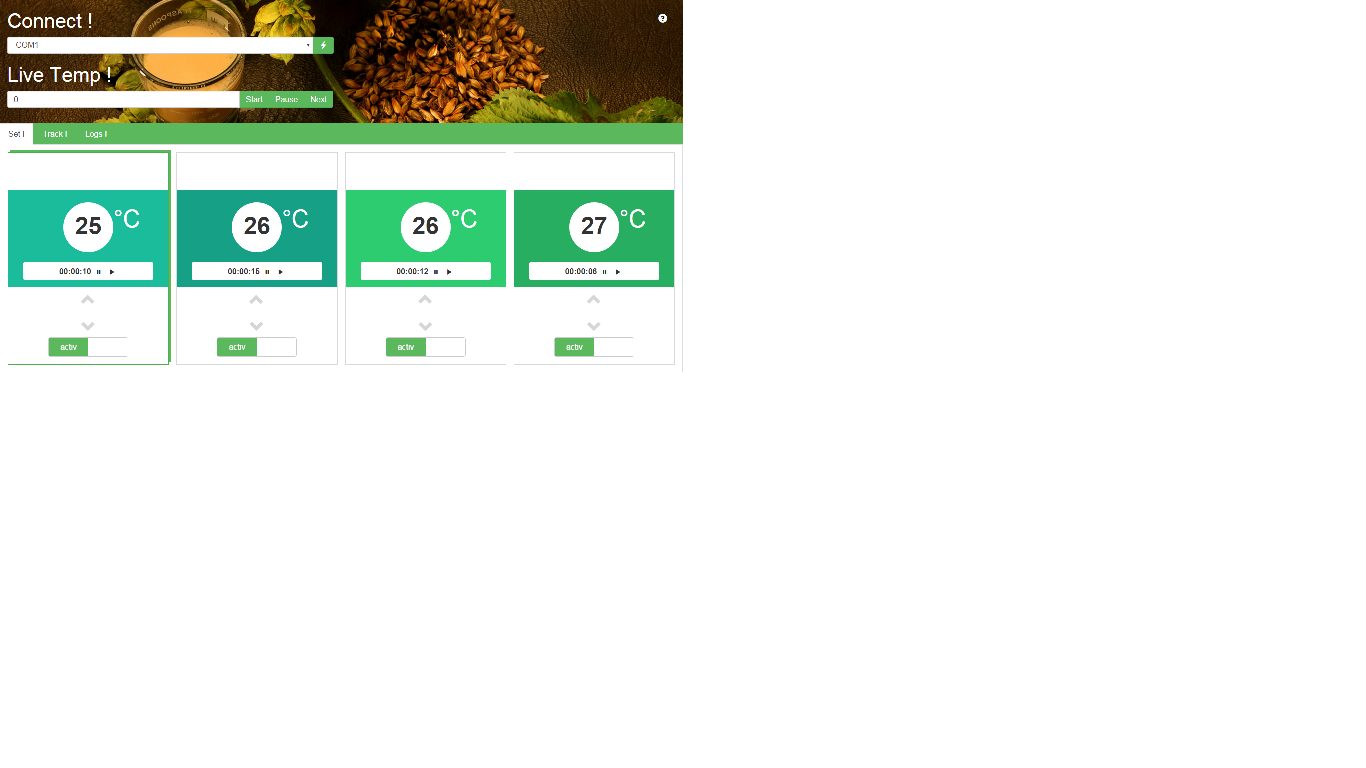 Connect !
COM1
Live Temp !
0 Start Pause Next
Set ! Track ! Logs !
25 °C 26 °C 26 °C 27 °C
00:00:10 00:00:16 00:00:12 00:00:06
activ activ activ activ